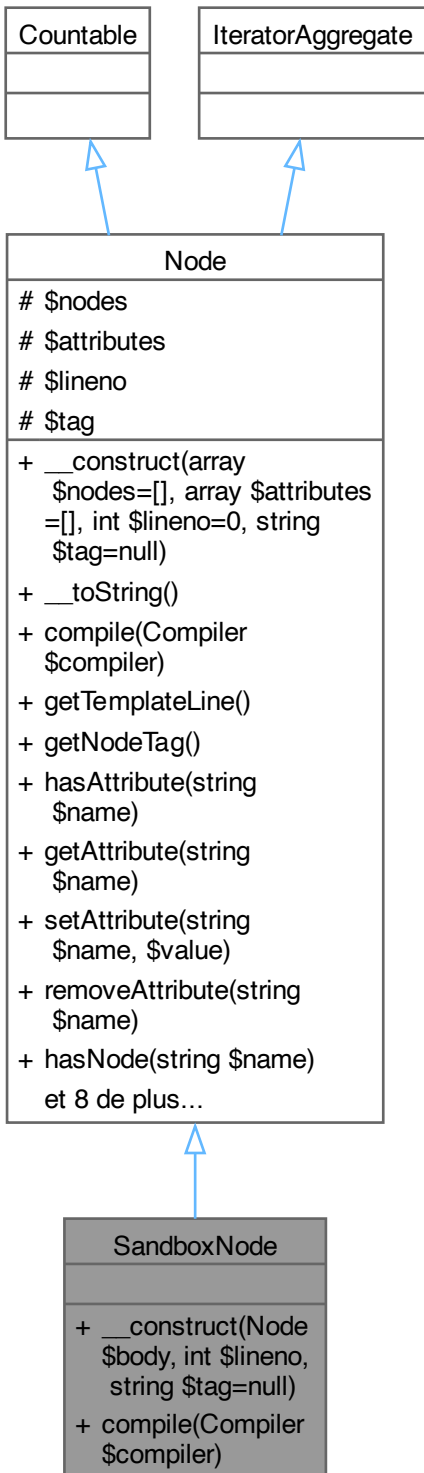 Countable
IteratorAggregate
Node
# $nodes
# $attributes
# $lineno
# $tag
+ __construct(array
$nodes=[], array $attributes
=[], int $lineno=0, string
$tag=null)
+ __toString()
+ compile(Compiler
$compiler)
+ getTemplateLine()
+ getNodeTag()
+ hasAttribute(string
$name)
+ getAttribute(string
$name)
+ setAttribute(string
$name, $value)
+ removeAttribute(string
$name)
+ hasNode(string $name)
et 8 de plus...
SandboxNode
+ __construct(Node
$body, int $lineno,
string $tag=null)
+ compile(Compiler
$compiler)